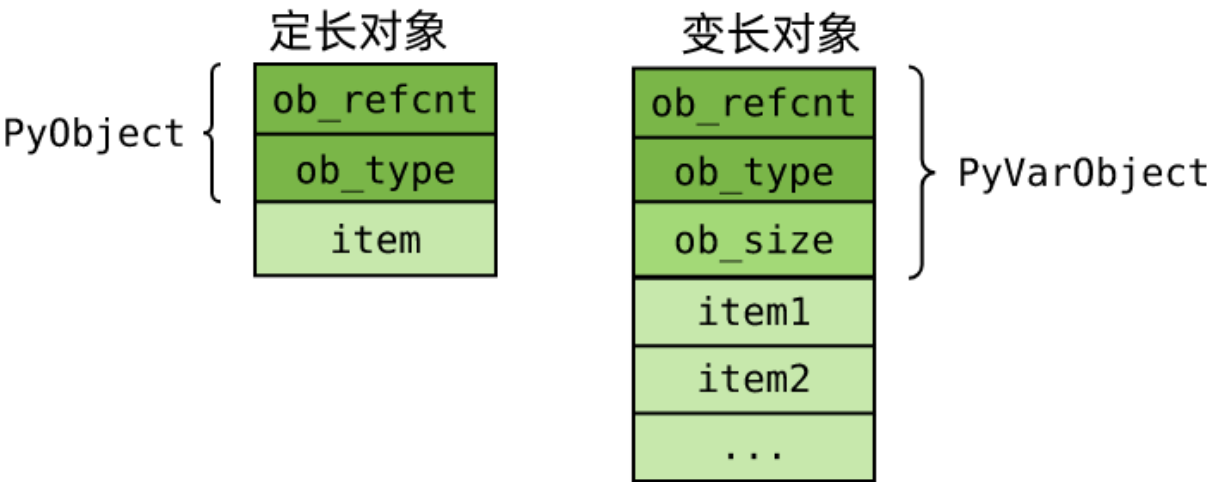 定长对象
PyObject
ob_refcnt
ob_type
item
变长对象
ob_refcnt
ob_type
ob_size
item1
item2
...
PyVarObject